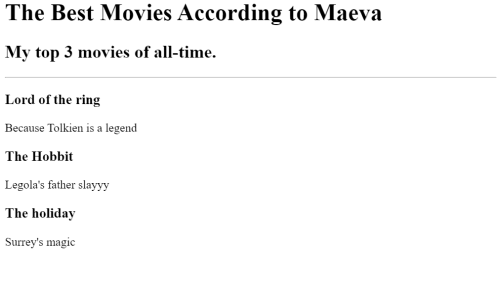 The Best Movies According to Maeva
My top 3 movies of all-time.
Lord of the ring
Because Tolkien is a legend
The Hobbit
Legola's father slayyy
The holiday
Surrey's magic